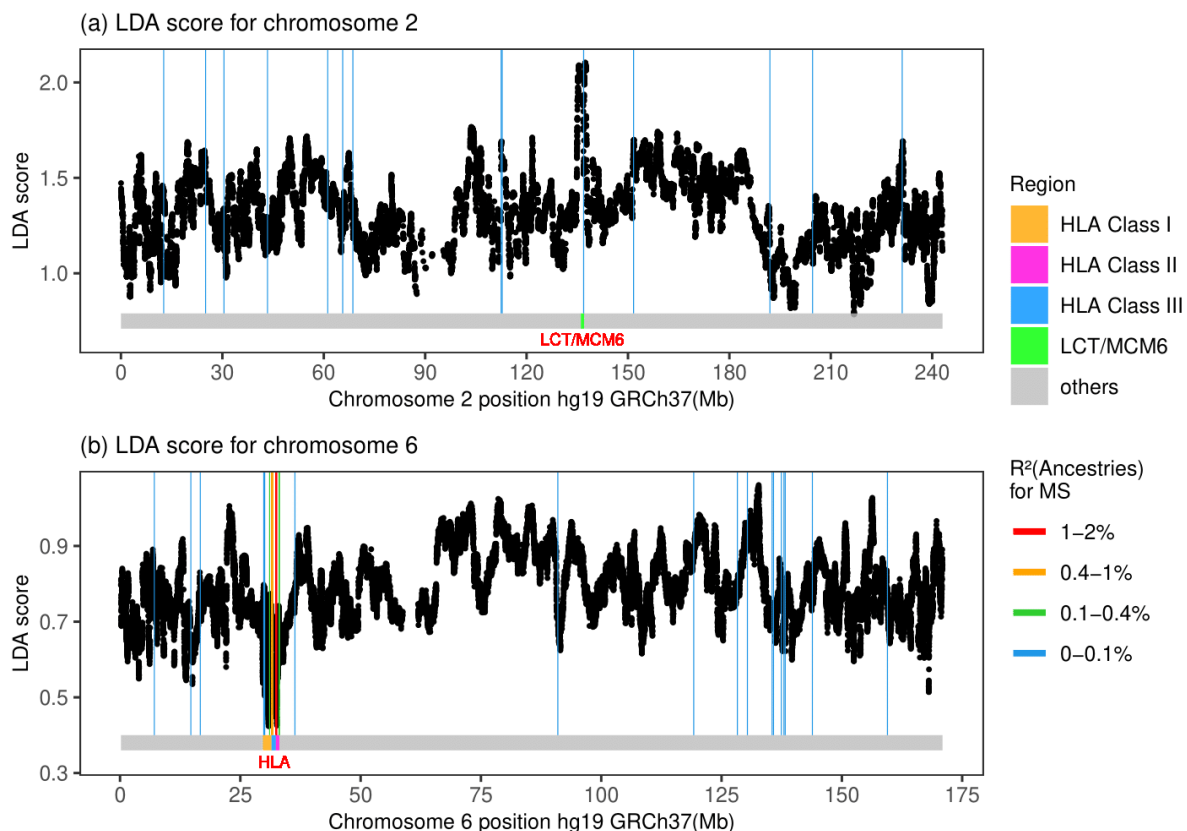 (a) LDA score for chromosome 2
LDA score
2.0
1.5
1.0
LCT/MCM6
0 30 60 90 120 150 180 210 240
Chromosome 2 position hg19 GRCh37(Mb)
(b) LDA score for chromosome 6
LDA score
0.9
0.7
0.5
0.3
HLA
0 25 50 75 100 125 150 175
Chromosome 6 position hg19 GRCh37(Mb)
Region
HLA Class I
HLA Class II
HLA Class III
LCT/MCM6
others
R²(Ancestries)
for MS
1−2%
0.4−1%
0.1−0.4%
0−0.1%